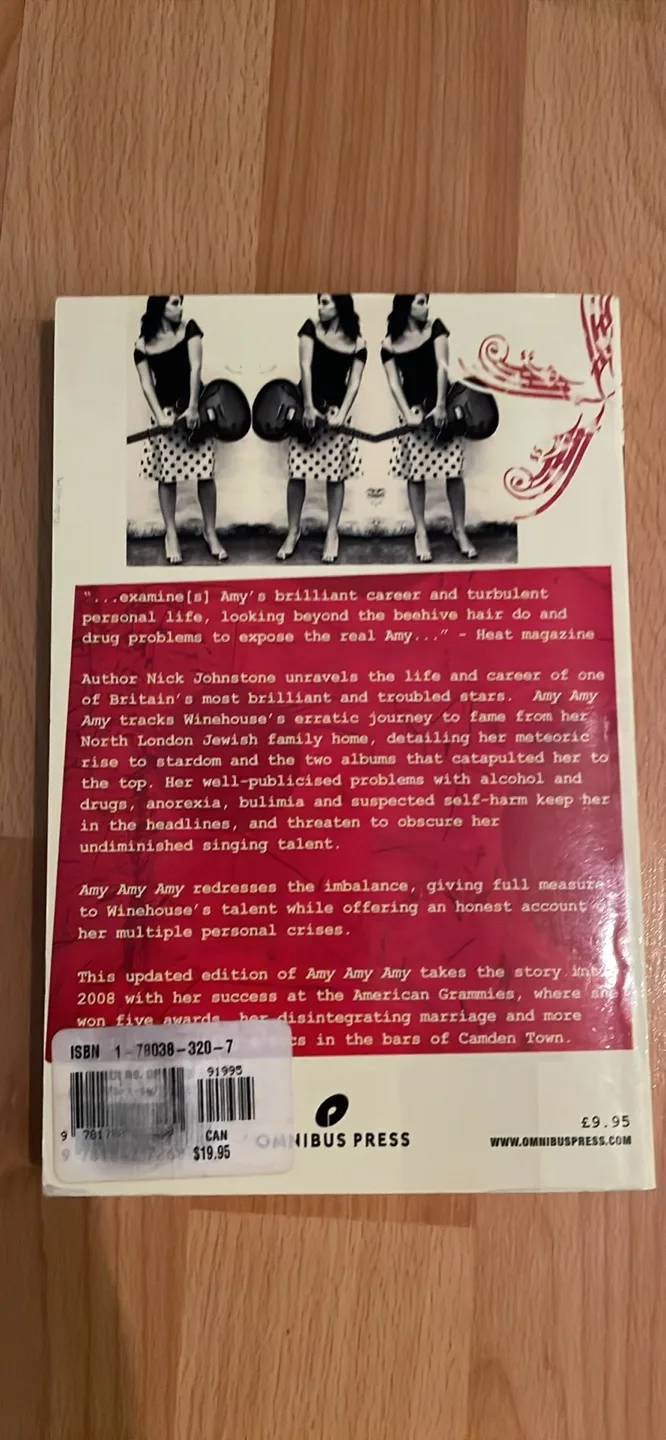 "...examine[s] Amy's brilliant career and turbulent
personal life, looking beyond the beehive hair do and
drug problems to expose the real Amy..." - Heat magazine
Author Nick Johnstone unravels the life and career of one
of Britain's most brilliant and troubled stars. Amy Amy
Amy tracks Winehouse's erratic journey to fame from her
North London Jewish family home, detailing her meteoric
rise to stardom and the two albums that catapulted her to
the top. Her well-publicised problems with alcohol and
drugs, anorexia, bulimia and suspected self-harm keep her
in the headlines, and threaten to obscure her
undiminished singing talent.
Amy Amy Amy redresses the imbalance, giving full measure
to Winehouse's talent while offering an honest account of
her multiple personal crises.
This updated edition of Amy Amy Amy takes the story into
2008 with her success at the American Grammies, where she
won five awards, her disintegrating marriage and more
in the bars of Camden Town.
ISBN 1-78038-320-7
91995
CAN
$19.95
OMNIBUS PRESS
£9.95
WWW.OMNIBUSPRESS.COM